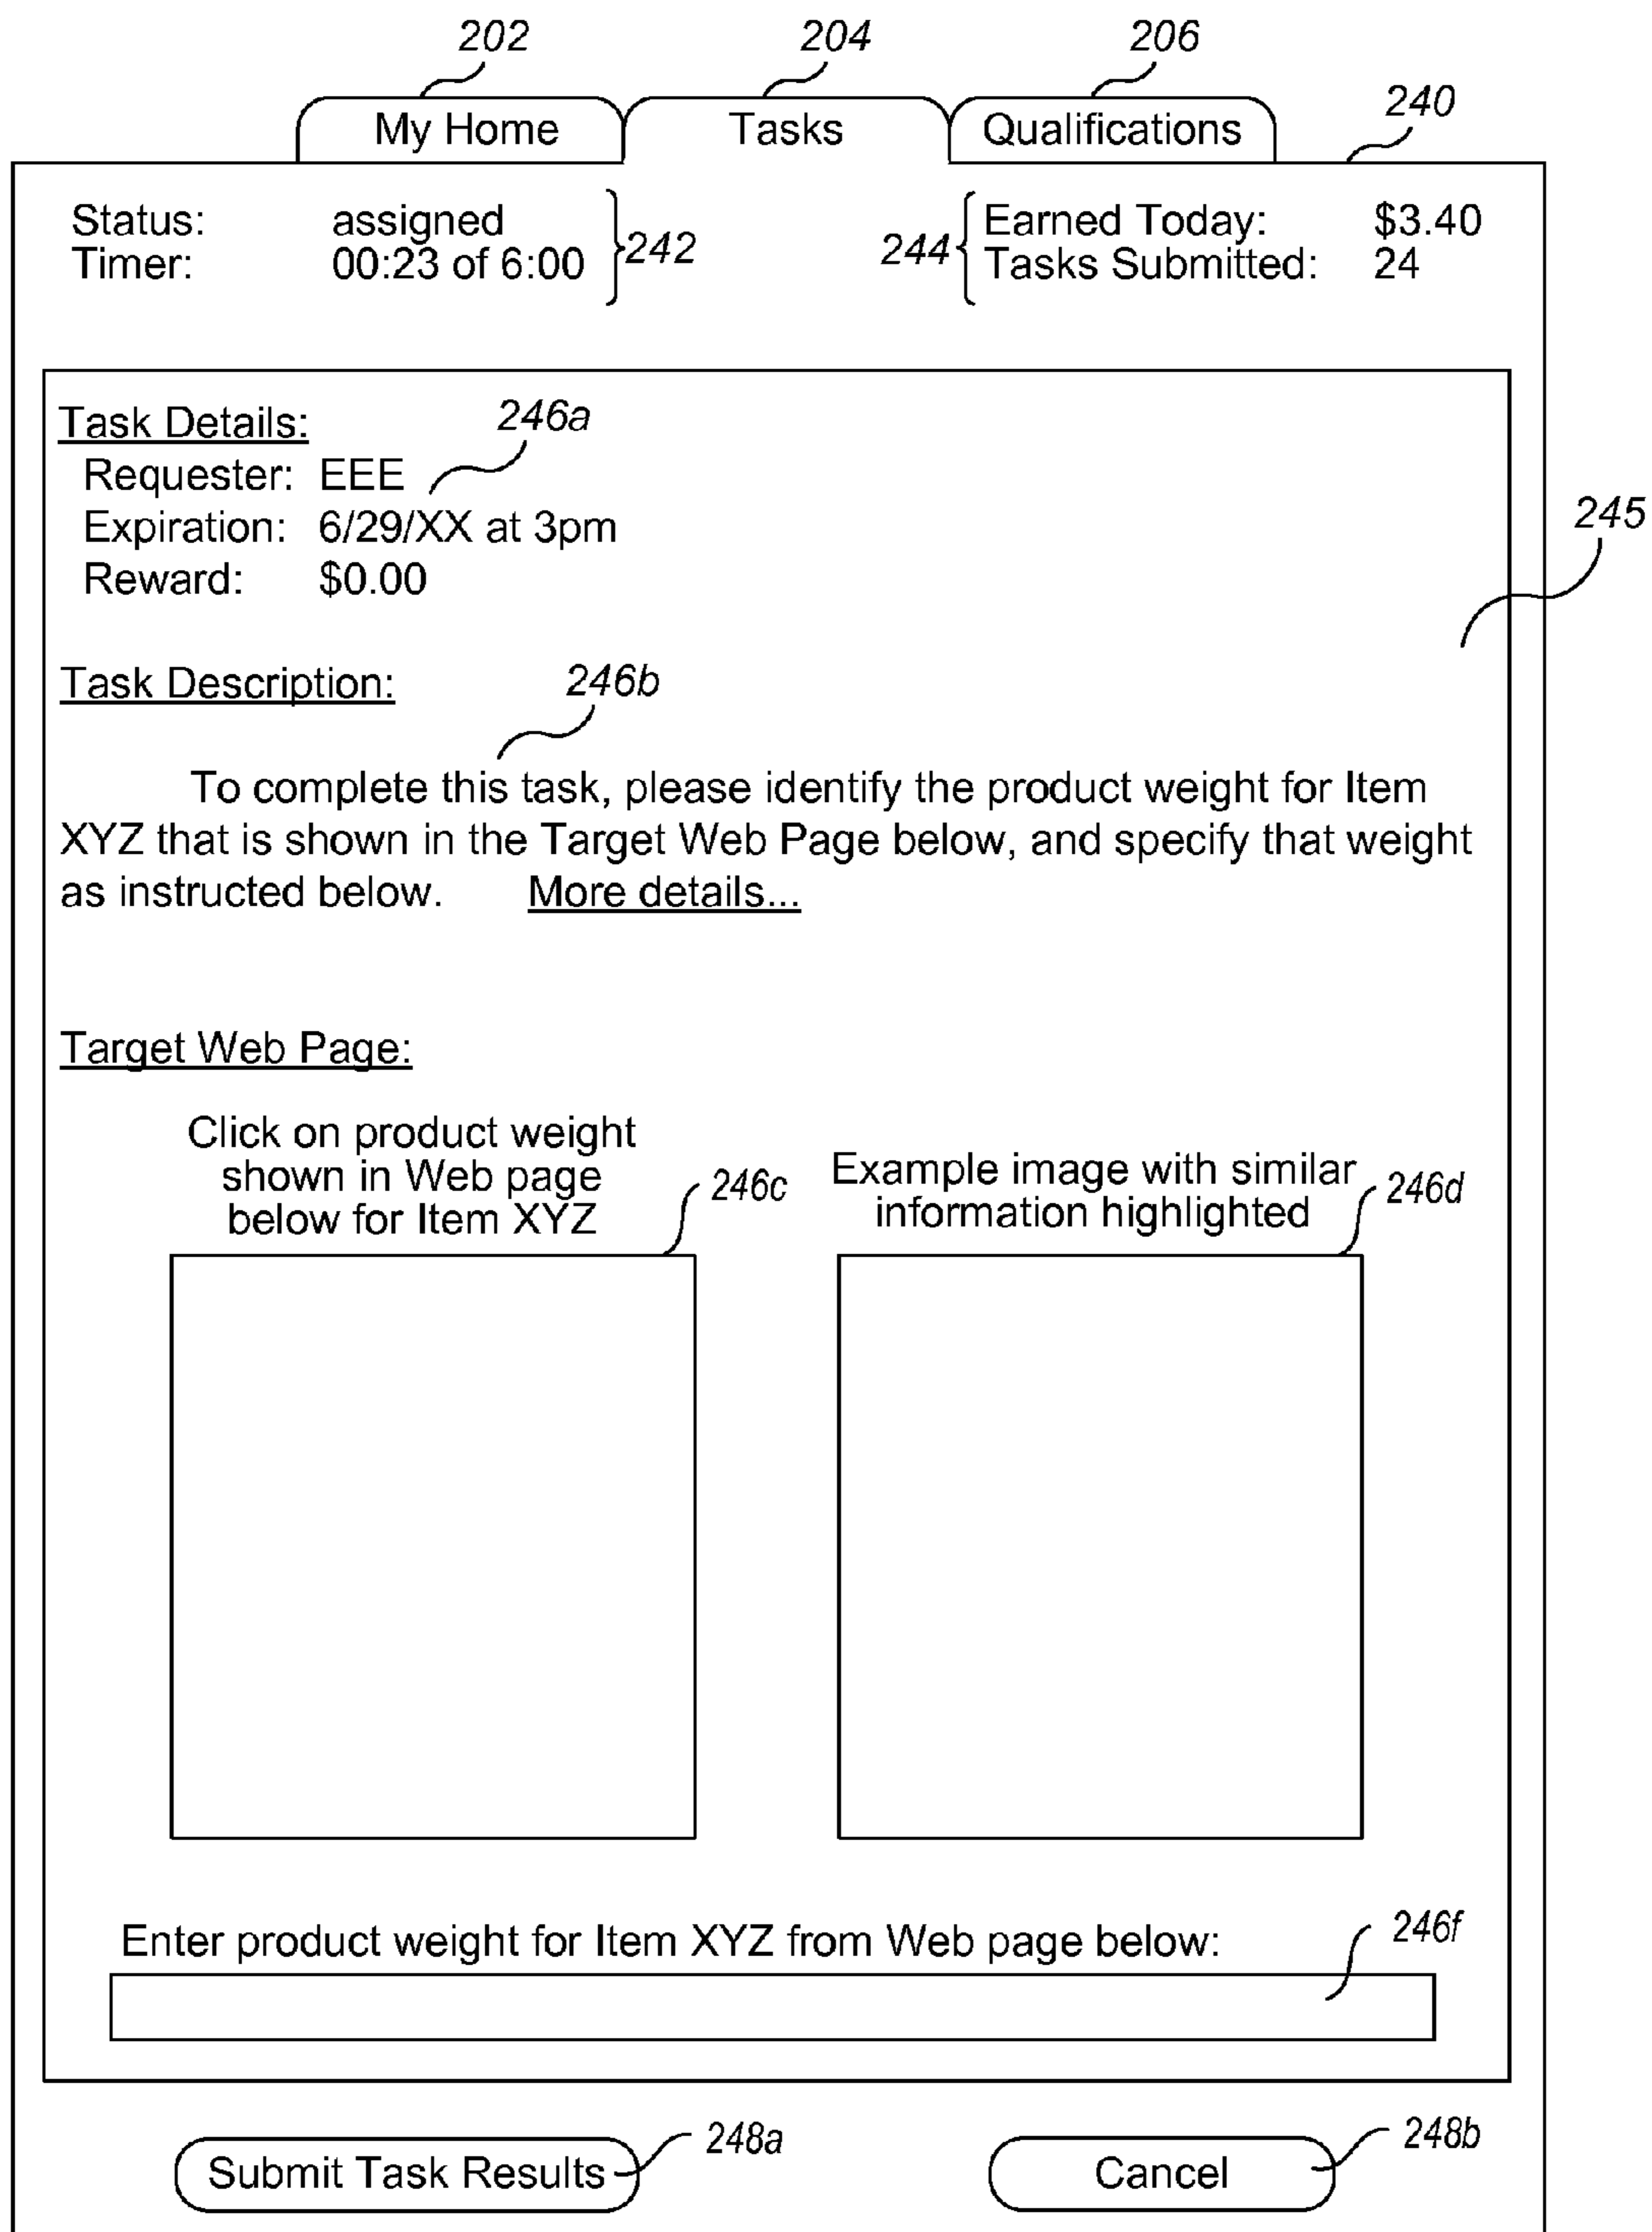 202 204 206
240
My Home Tasks Qualifications
Status: assigned
Timer: 00:23 of 6:00
242
244
Earned Today: $3.40
Tasks Submitted: 24
Task Details:
246a
Requester: EEE
Expiration: 6/29/XX at 3pm
Reward: $0.00
245
Task Description:
246b
To complete this task, please identify the product weight for Item
XYZ that is shown in the Target Web Page below, and specify that weight
as instructed below. More details...
Target Web Page:
Click on product weight
shown in Web page
below for Item XYZ
246c
Example image with similar
information highlighted
246d
Enter product weight for Item XYZ from Web page below:
246f
Submit Task Results
248a
Cancel
248b